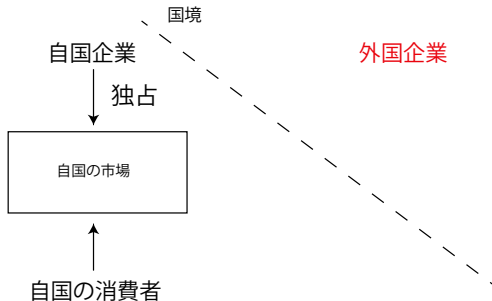 国境
自国企業
外国企業
独占
自国の市場
自国の消費者